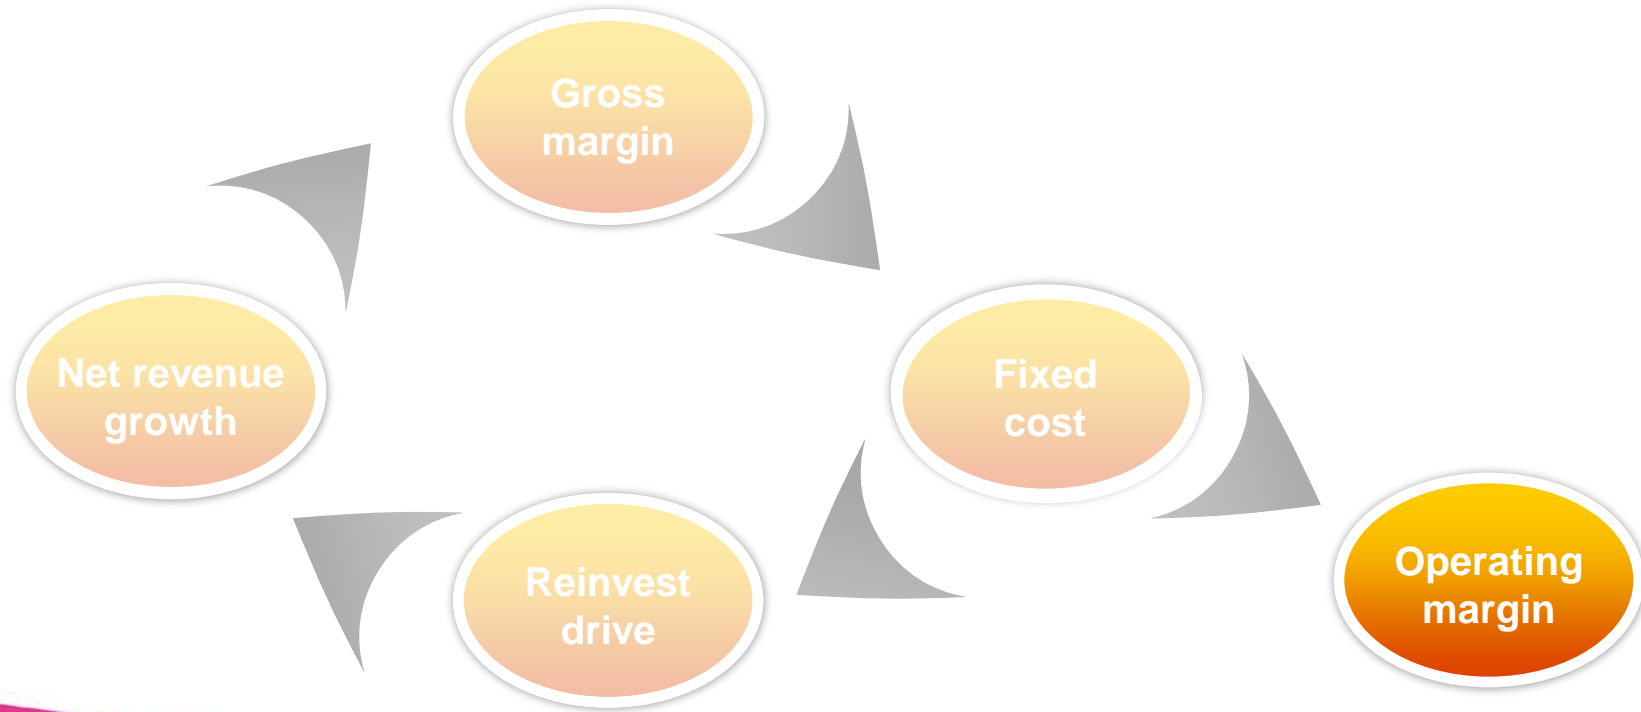 Gross
margin
Net revenue
growth
Fixed
cost
Reinvest
drive
Operating
margin